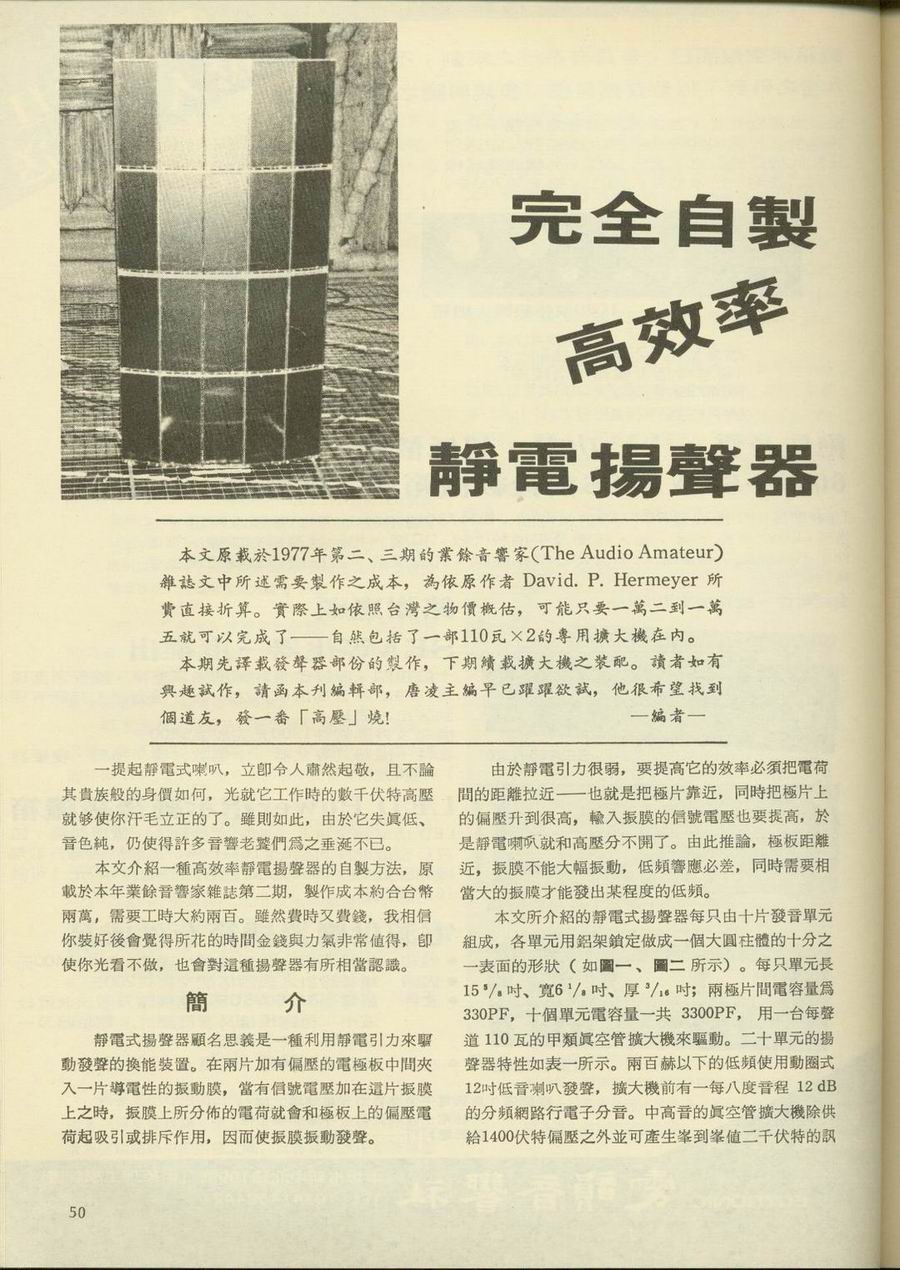 完全自製
高效率
靜電揚聲器
本文原載於1977年第二、三期的業餘音響家(The Audio Amateur)
雜誌文中所述需要製作之成本，為依原作者 David. P. Hermeyer 所
費直接折算。實際上如依照台灣之物價概估，可能只要一萬二到一萬
五就可以完成了——自然包括了一部110瓦×2的專用擴大機在內。
本期先譯載發聲器部份的製作，下期續載擴大機之裝配。讀者如有
興趣試作，請函本刊編輯部，唐凌主編早已躍躍欲試，他很希望找到
個道友，發一番「高壓」燒!
—編者—
一提起靜電式喇叭，立卽令人肅然起敬，且不論
其貴族般的身價如何，光就它工作時的數千伏特高壓
就够使你汗毛立正的了。雖則如此，由於它失眞低、
音色純，仍使得許多音響老饕們爲之垂涎不已。
本文介紹一種高效率靜電揚聲器的自製方法，原
載於本年業餘音響家雜誌第二期，製作成本約合台幣
兩萬，需要工時大約兩百。雖然費時又費錢，我相信
你裝好後會覺得所花的時間金錢與力氣非常値得，卽
使你光看不做，也會對這種揚聲器有所相當認識。
簡介
靜電式揚聲器顧名思義是一種利用靜電引力來驅
動發聲的換能裝置。在兩片加有偏壓的電極板中間夾
入一片導電性的振動膜，當有信號電壓加在這片振膜
上之時，振膜上所分佈的電荷就會和極板上的偏壓電
荷起吸引或排斥作用，因而使振膜振動發聲。
由於靜電引力很弱，要提高它的效率必須把電荷
間的距離拉近——也就是把極片靠近，同時把極片上
的偏壓升到很高，輸入振膜的信號電壓也要提高，於
是靜電喇叭就和高壓分不開了。由此推論，極板距離
近，振膜不能大幅振動，低頻響應必差，同時需要相
當大的振膜才能發出某程度的低頻。
本文所介紹的靜電式揚聲器每只由十片發音單元
組成，各單元用鋁架鎖定做成一個大圓柱體的十分之
一表面的形狀（如圖一、圖二所示）。每只單元長
15 ⁵/₈ 吋、寬6 ¹/₈ 吋、厚 ³/₁₆ 吋；兩極片間電容量爲
330PF，十個單元電容量一共 3300PF， 用一台每聲
道 110 瓦的甲類眞空管擴大機來驅動。二十單元的揚
聲器特性如表一所示。兩百赫以下的低頻使用動圈式
12吋低音喇叭發聲， 擴大機前有一每八度音程 12 dB
的分頻網路行電子分音。中高音的眞空管擴大機除供
給1400伏特偏壓之外並可產生峯到峯値二千伏特的訊
50